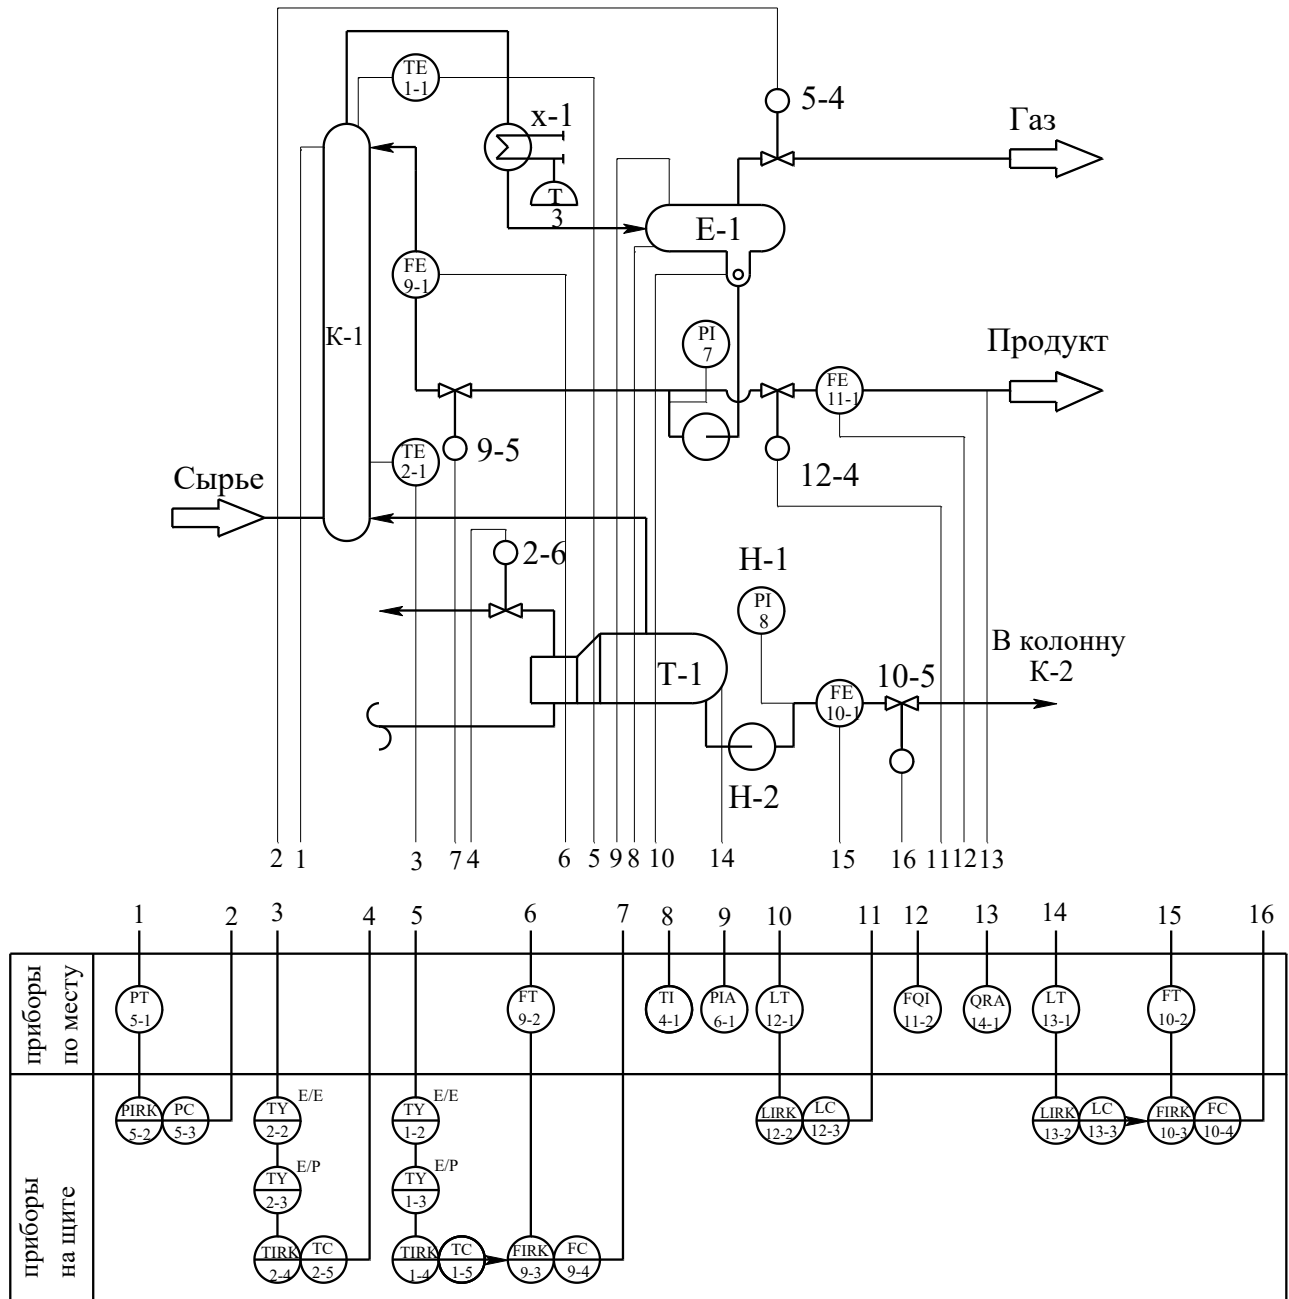 TE
1-1
х-1
5-4
Газ
Т
3
Е-1
FE
9-1
К-1
PI
7
Продукт
FE
11-1
TE
2-1
9-5
12-4
Сырье
2-6
Н-1
PI
8
В колонну
К-2
Т-1
10-5
FE
10-1
Н-2
2 1 3 7 4 6 5 9 8 10 14 15 16 11 12 13
1 2 3 4 5 6 7 8 9 10 11 12 13 14 15 16
приборы
по месту
PT
5-1
FT
9-2
TI
4-1
PIA
6-1
LT
12-1
FQI
11-2
QRA
14-1
LT
13-1
FT
10-2
приборы
на щите
PIRK
5-2
PC
5-3
TY
2-2
E/E
TY
1-2
E/E
LIRK
12-2
LC
12-3
LIRK
13-2
LC
13-3
FIRK
10-3
FC
10-4
TY
2-3
E/P
TY
1-3
E/P
TIRK
2-4
TC
2-5
TIRK
1-4
TC
1-5
FIRK
9-3
FC
9-4